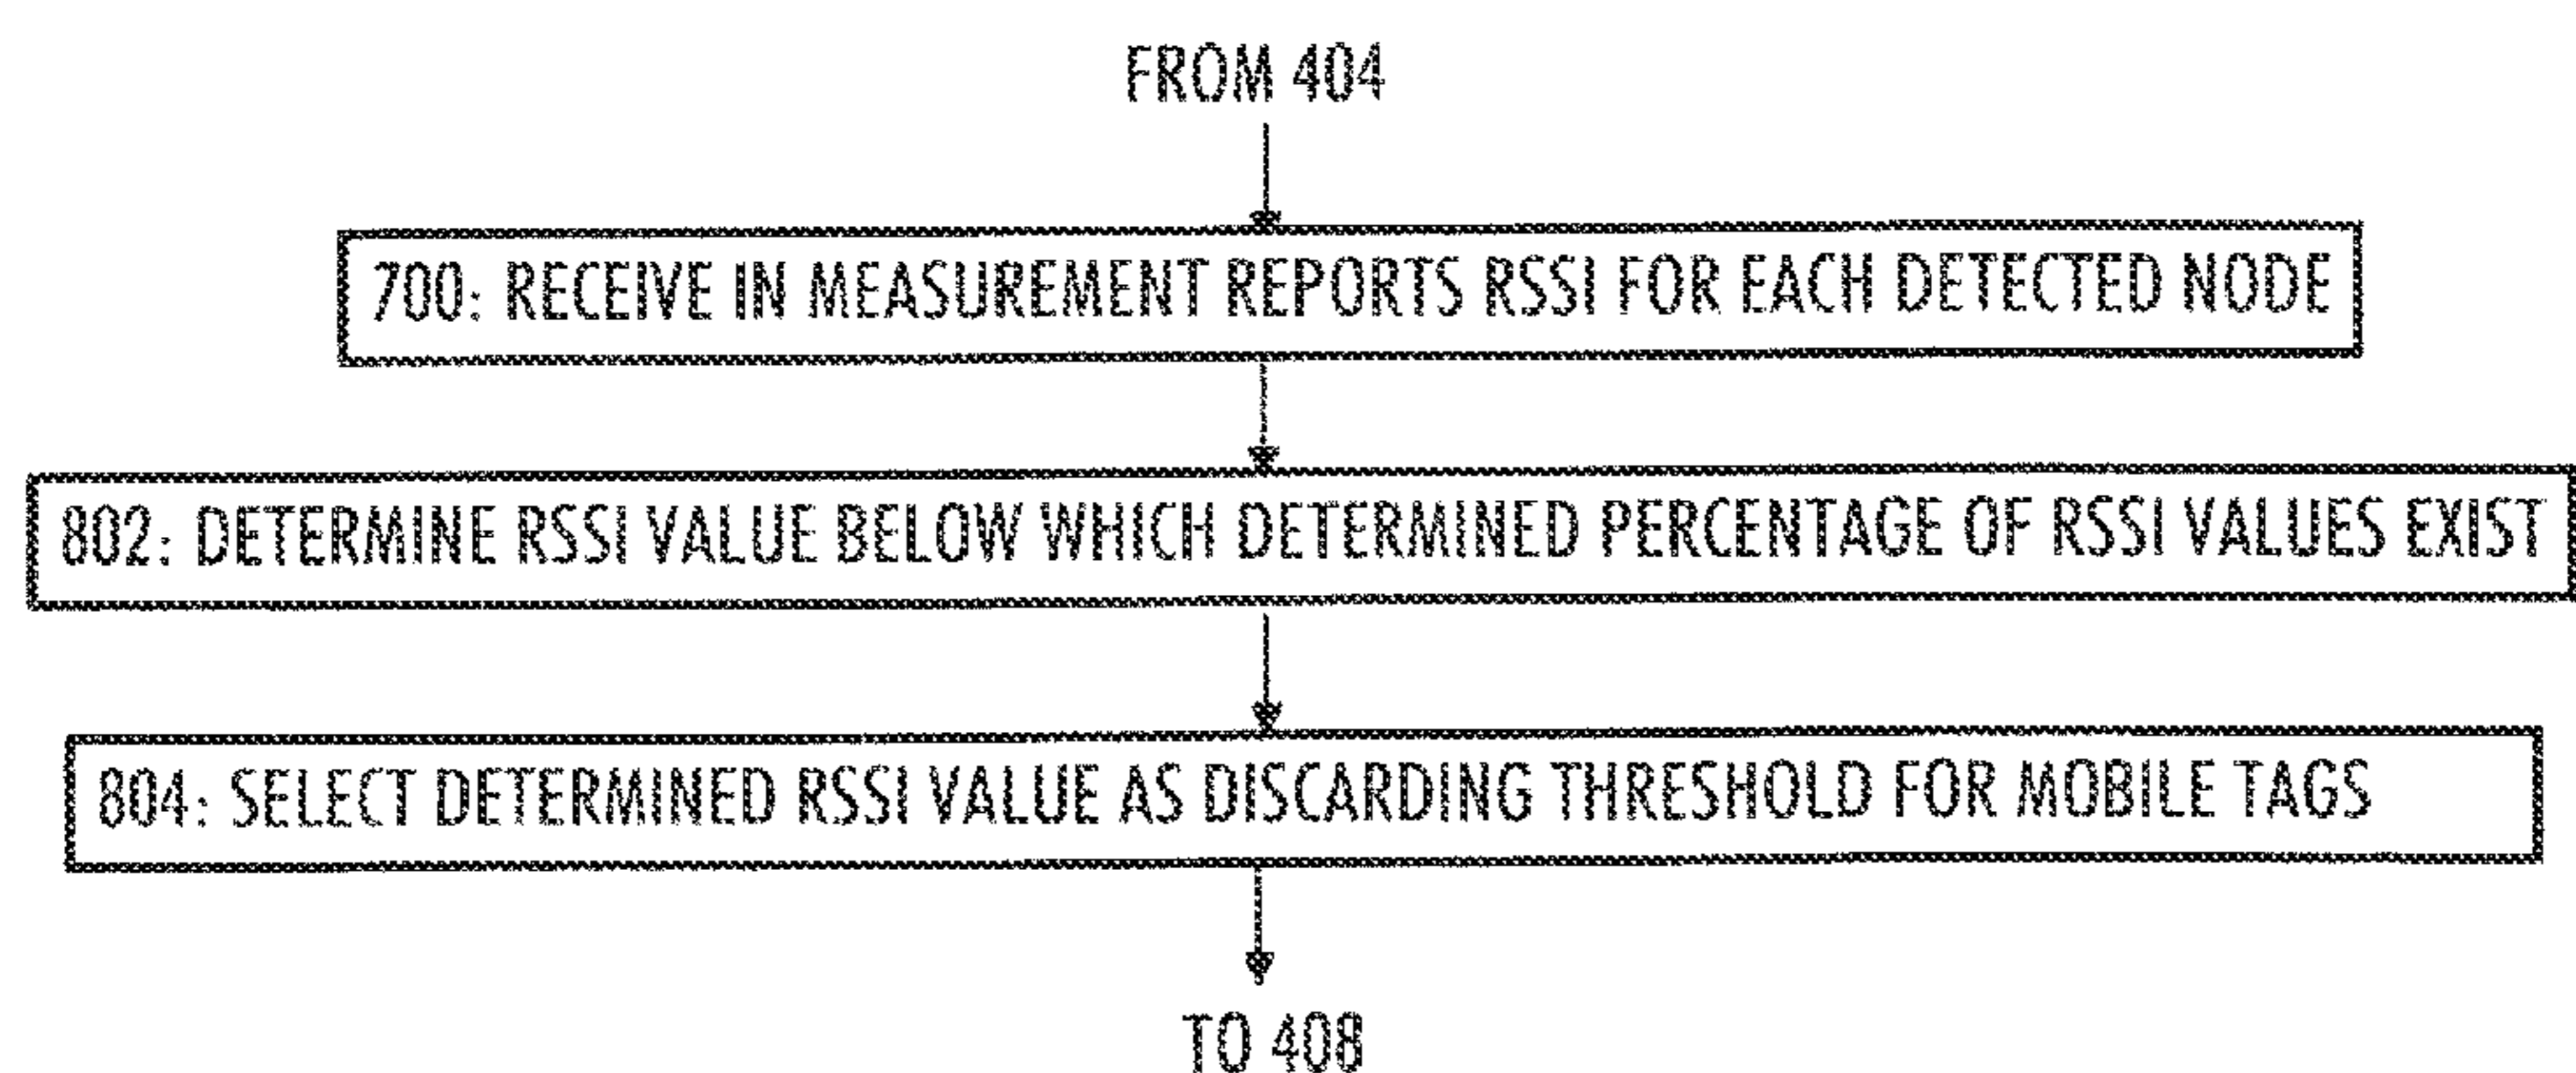 FROM 404
700: RECEIVE IN MEASUREMENT REPORTS RSSI FOR EACH DETECTED NODE
802: DETERMINE RSSI VALUE BELOW WHICH DETERMINED PERCENTAGE OF RSSI VALUES EXIST
804: SELECT DETERMINED RSSI VALUE AS DISCARDING THRESHOLD FOR MOBILE TAGS
TO 408